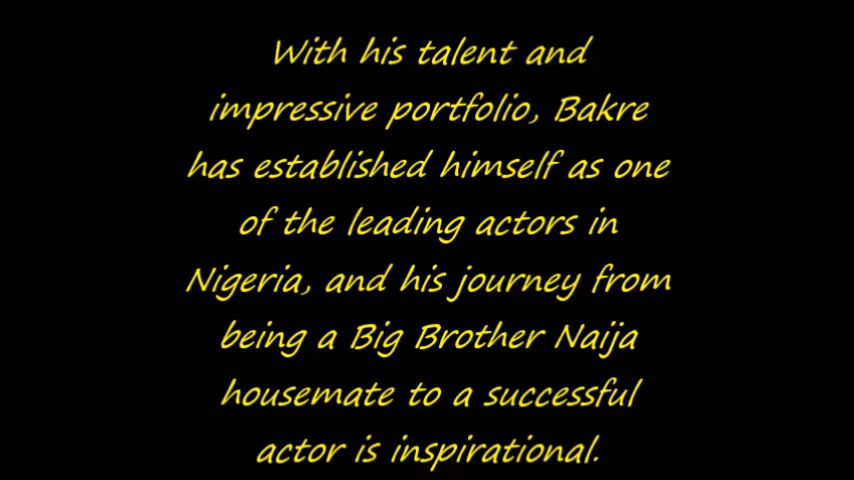 With his talent and
impressive portfolio, Bakre
has established himself as one
of the leading actors in
Nigeria, and his journey from
being a Big Brother Naija
housemate to a successful
actor is inspirational.